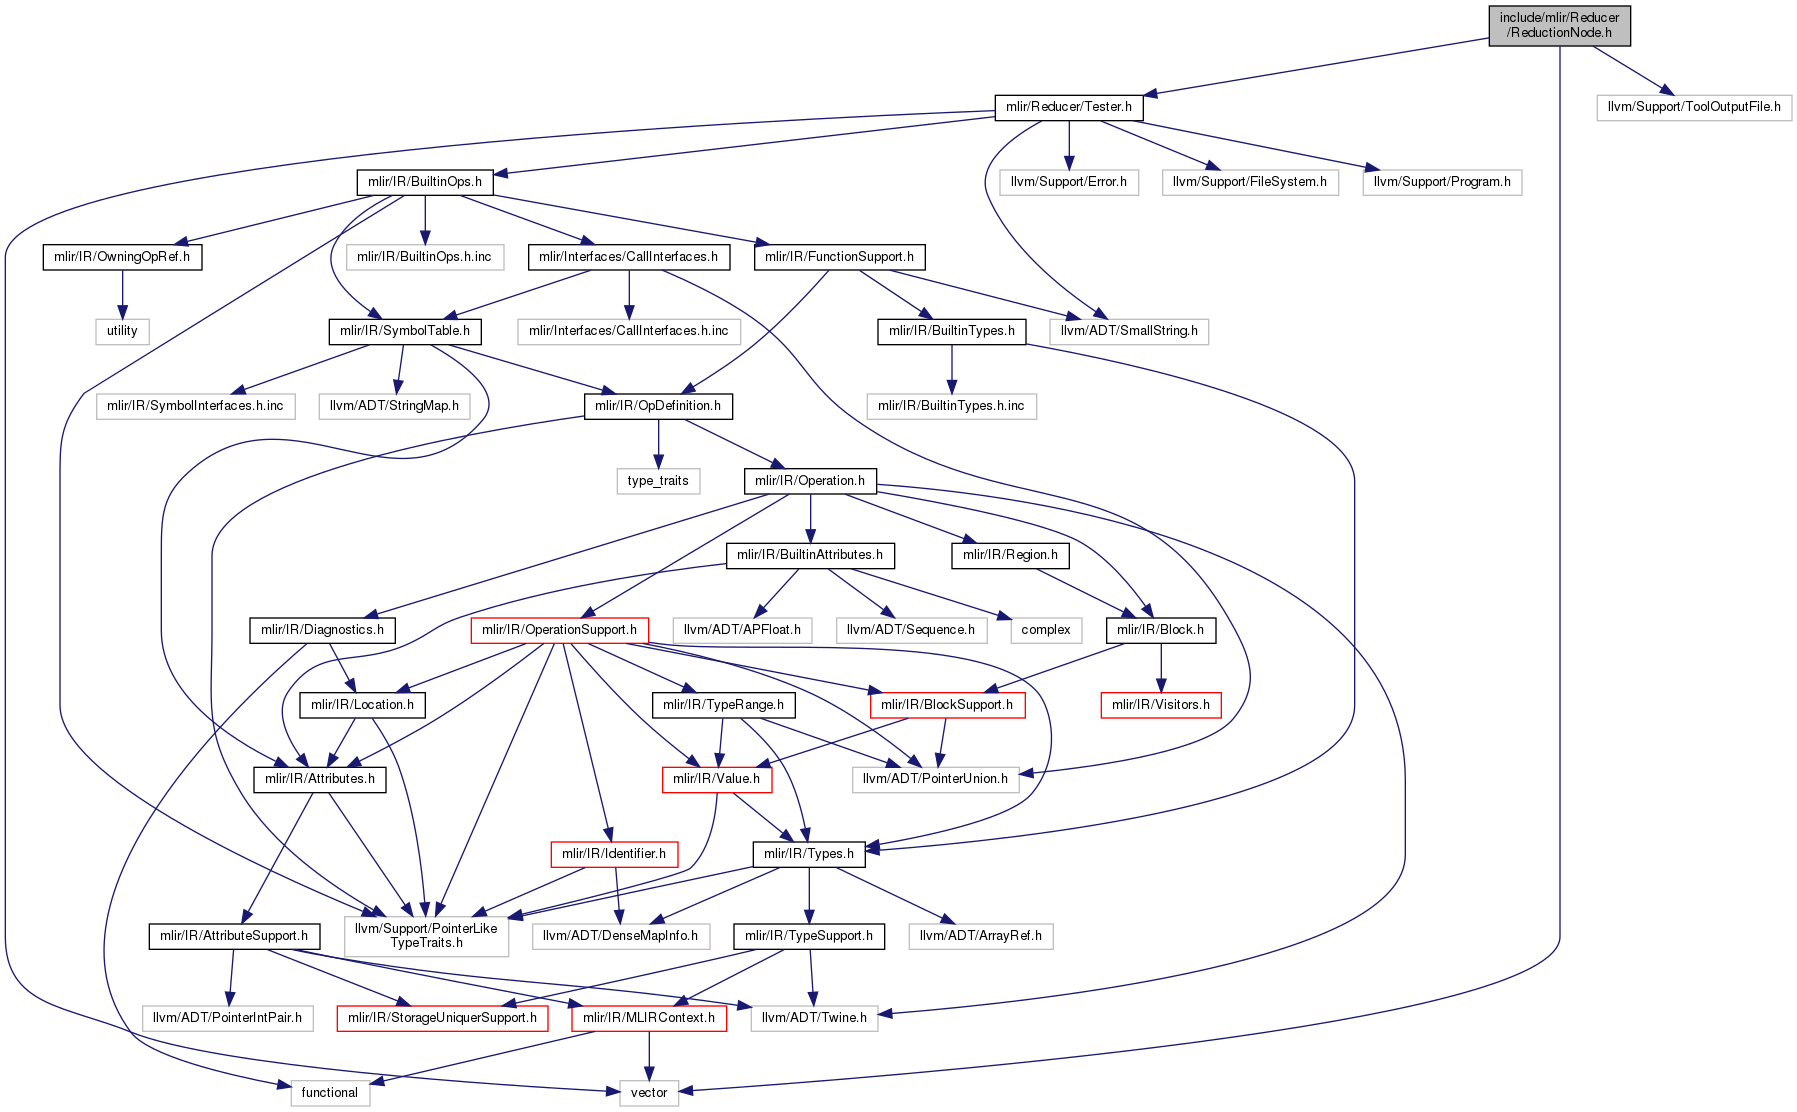 include/mlir/Reducer
/ReductionNode.h
mlir/Reducer/Tester.h
llvm/Support/ToolOutputFile.h
mlir/IR/BuiltinOps.h
llvm/Support/Error.h
llvm/Support/FileSystem.h
llvm/Support/Program.h
mlir/IR/OwningOpRef.h
mlir/IR/BuiltinOps.h.inc
mlir/Interfaces/CallInterfaces.h
mlir/IR/FunctionSupport.h
utility
mlir/IR/SymbolTable.h
mlir/Interfaces/CallInterfaces.h.inc
mlir/IR/BuiltinTypes.h
llvm/ADT/SmallString.h
mlir/IR/SymbolInterfaces.h.inc
llvm/ADT/StringMap.h
mlir/IR/OpDefinition.h
mlir/IR/BuiltinTypes.h.inc
type_traits
mlir/IR/Operation.h
mlir/IR/BuiltinAttributes.h
mlir/IR/Region.h
mlir/IR/Diagnostics.h
mlir/IR/OperationSupport.h
llvm/ADT/APFloat.h
llvm/ADT/Sequence.h
complex
mlir/IR/Block.h
mlir/IR/Location.h
mlir/IR/TypeRange.h
mlir/IR/BlockSupport.h
mlir/IR/Visitors.h
mlir/IR/Attributes.h
mlir/IR/Value.h
llvm/ADT/PointerUnion.h
mlir/IR/Identifier.h
mlir/IR/Types.h
mlir/IR/AttributeSupport.h
llvm/Support/PointerLike
TypeTraits.h
llvm/ADT/DenseMapInfo.h
mlir/IR/TypeSupport.h
llvm/ADT/ArrayRef.h
llvm/ADT/PointerIntPair.h
mlir/IR/StorageUniquerSupport.h
mlir/IR/MLIRContext.h
llvm/ADT/Twine.h
functional
vector